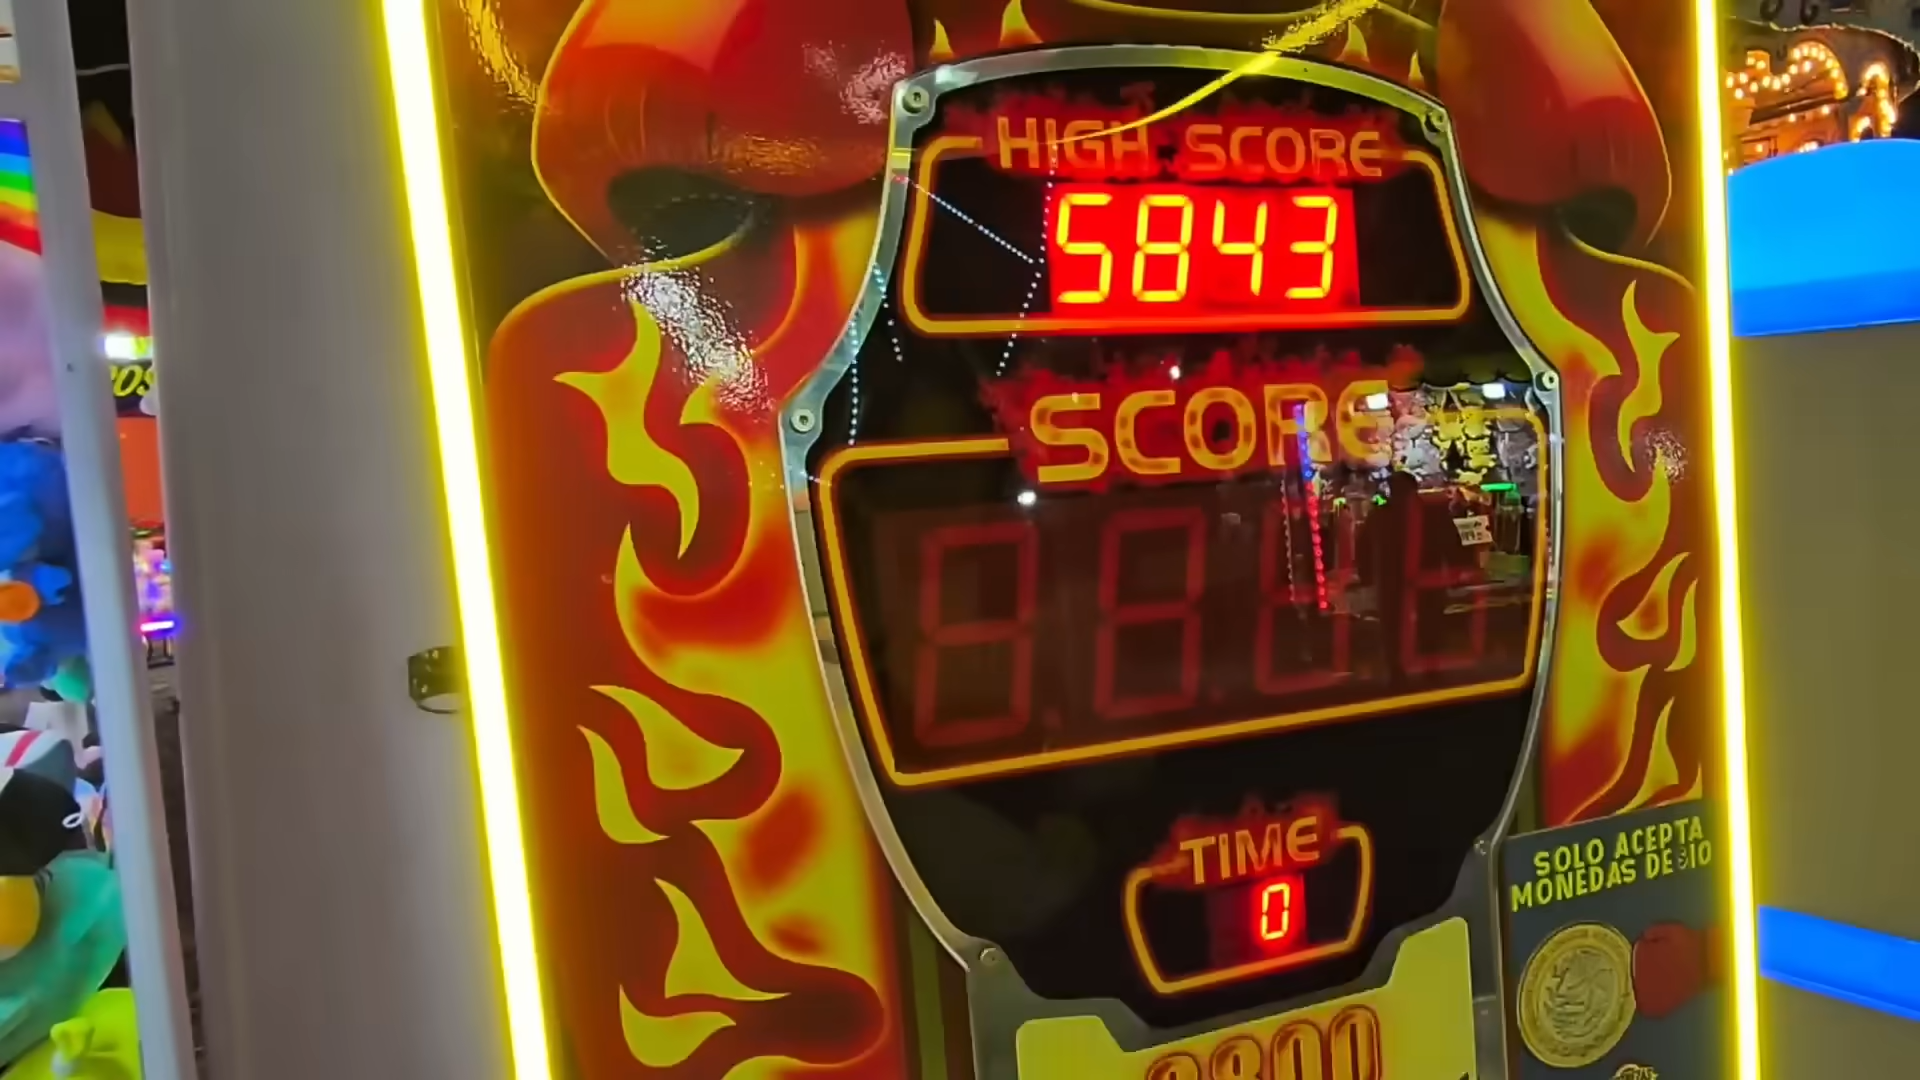 HIGH SCORE
5843
SCORE
TIME
0
SOLO ACEPTA
MONEDAS DE $10